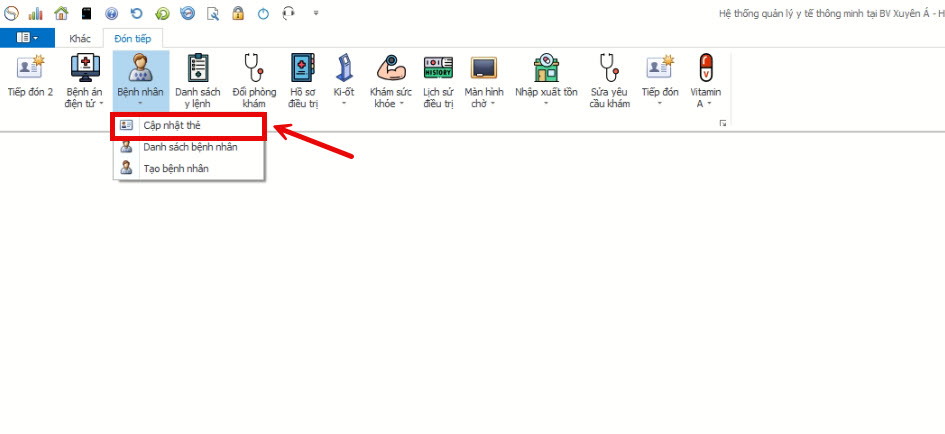 Hệ thống quản lý y tế thông minh tại BV Xuyên Á - H
Khác
Đón tiếp
Tiếp đón 2
Bệnh án
điện tử
Bệnh nhân
Danh sách
y lệnh
Đổi phòng
khám
Hồ sơ
điều trị
Ki-ốt
Khám sức
khỏe
HISTORY
Lịch sử
điều trị
Màn hình
chờ
Nhập xuất tồn
Sửa yêu
cầu khám
Tiếp đón
V
Vitamin
A
Cập nhật thẻ
Danh sách bệnh nhân
Tạo bệnh nhân